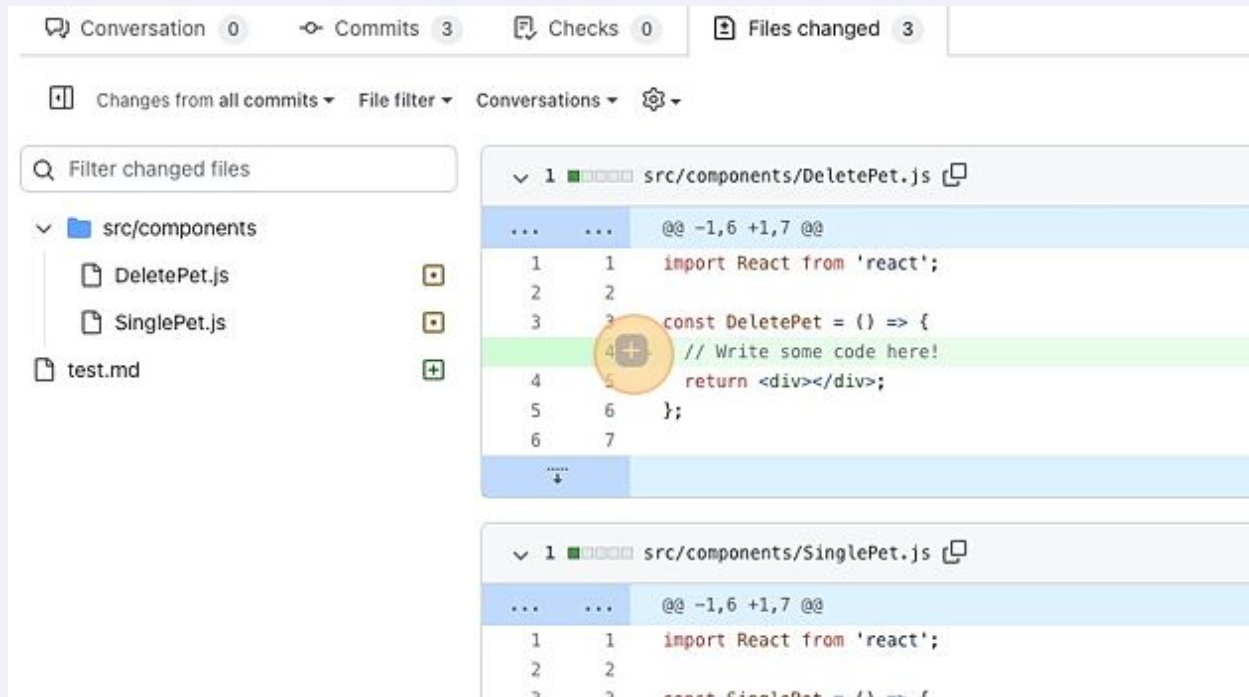 Conversation 0 Commits 3 Checks 0 Files changed 3
Changes from all commits File filter Conversations
Filter changed files
src/components
DeletePet.js
SinglePet.js
test.md
1 src/components/DeletePet.js
... ... @@ -1,6 +1,7 @@
1 1 import React from 'react';
2 2
3 3 const DeletePet = () => {
4 + // Write some code here!
4 5 return <div></div>;
5 6 };
6 7
1 src/components/SinglePet.js
... ... @@ -1,6 +1,7 @@
1 1 import React from 'react';
2 2
3 3 const SinglePet = () => {